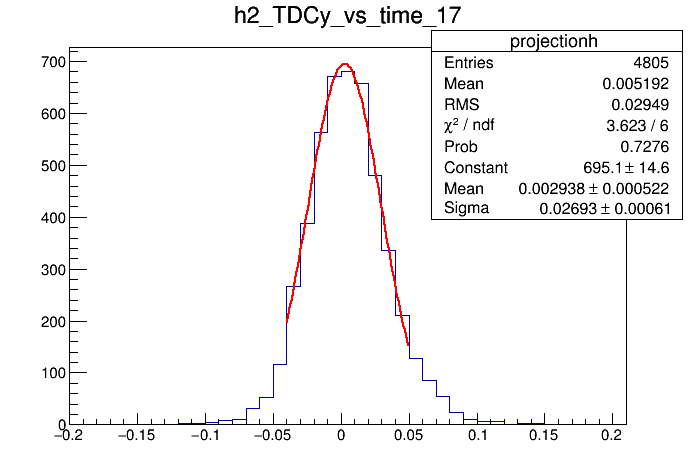 h2_TDCy_vs_time_17
projectionh
Entries 4805
Mean 0.005192
RMS 0.02949
χ² / ndf 3.623 / 6
Prob 0.7276
Constant 695.1 ± 14.6
Mean 0.002938 ± 0.000522
Sigma 0.02693 ± 0.00061
700
600
500
400
300
200
100
0
−0.2 −0.15 −0.1 −0.05 0 0.05 0.1 0.15 0.2